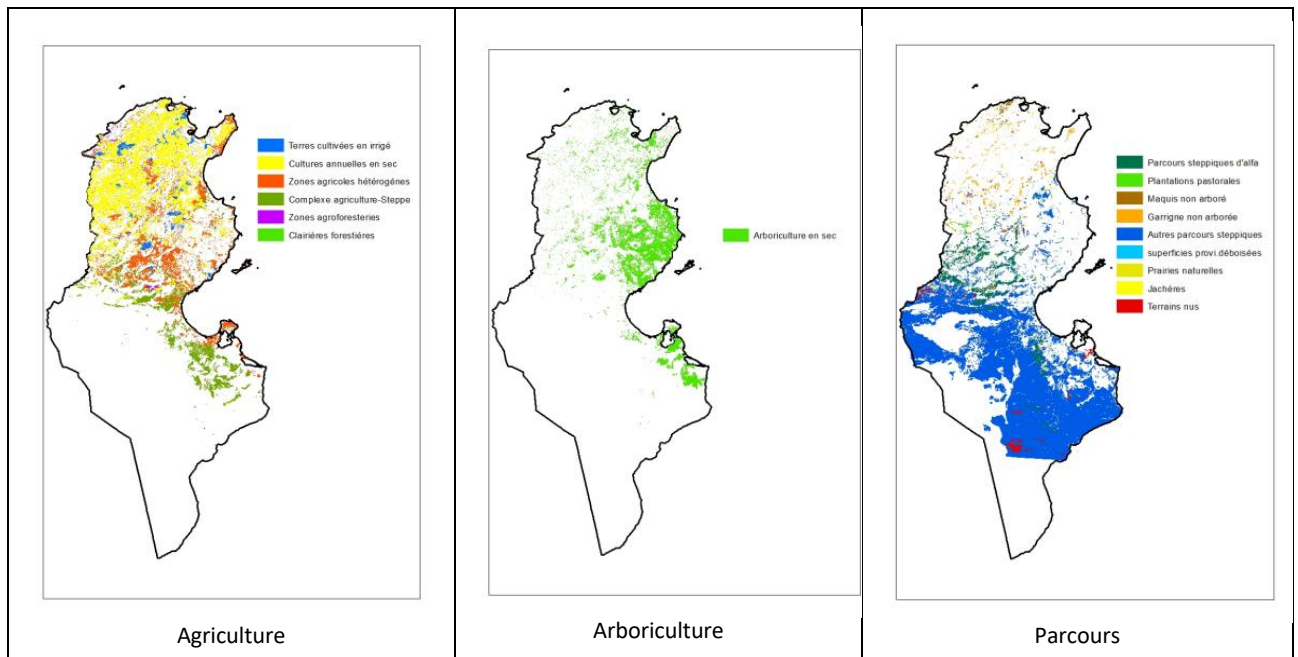 Terres cultivées en irrigé
Cultures annuelles en sec
Zones agricoles hétérogénes
Complexe agriculture-Steppe
Zones agroforesteries
Clairières forestiéres
Agriculture
Arboriculture en sec
Arboriculture
Parcours steppiques d'alfa
Plantations pastorales
Maquis non arboré
Garrigne non arborée
Autres parcours steppiques
superficies provi.déboisées
Prairies naturelles
Jachères
Terrains nus
Parcours